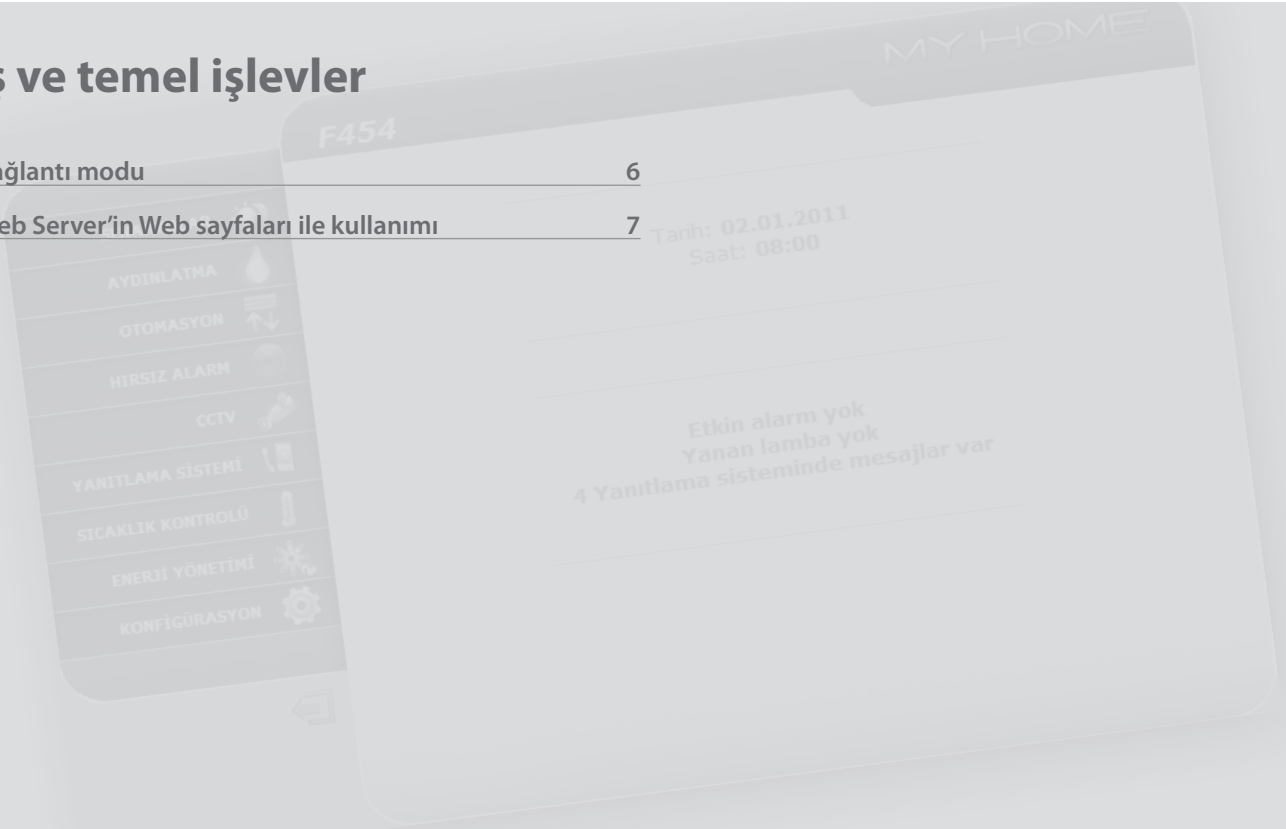 ş ve temel işlevler
MY HOME
F454
ağlantı modu 6
eb Server’in Web sayfaları ile kullanımı 7
Tarih: 02.01.2011
Saat: 08:00
AYDINLATMA
OTOMASYON
HIRSIZ ALARM
CCTV
YANITLAMA SİSTEMİ
SICAKLIK KONTROLÜ
ENERJİ YÖNETİMİ
KONFİGÜRASYON
Etkin alarm yok
Yanan lamba yok
4 Yanıtlama sisteminde mesajlar var